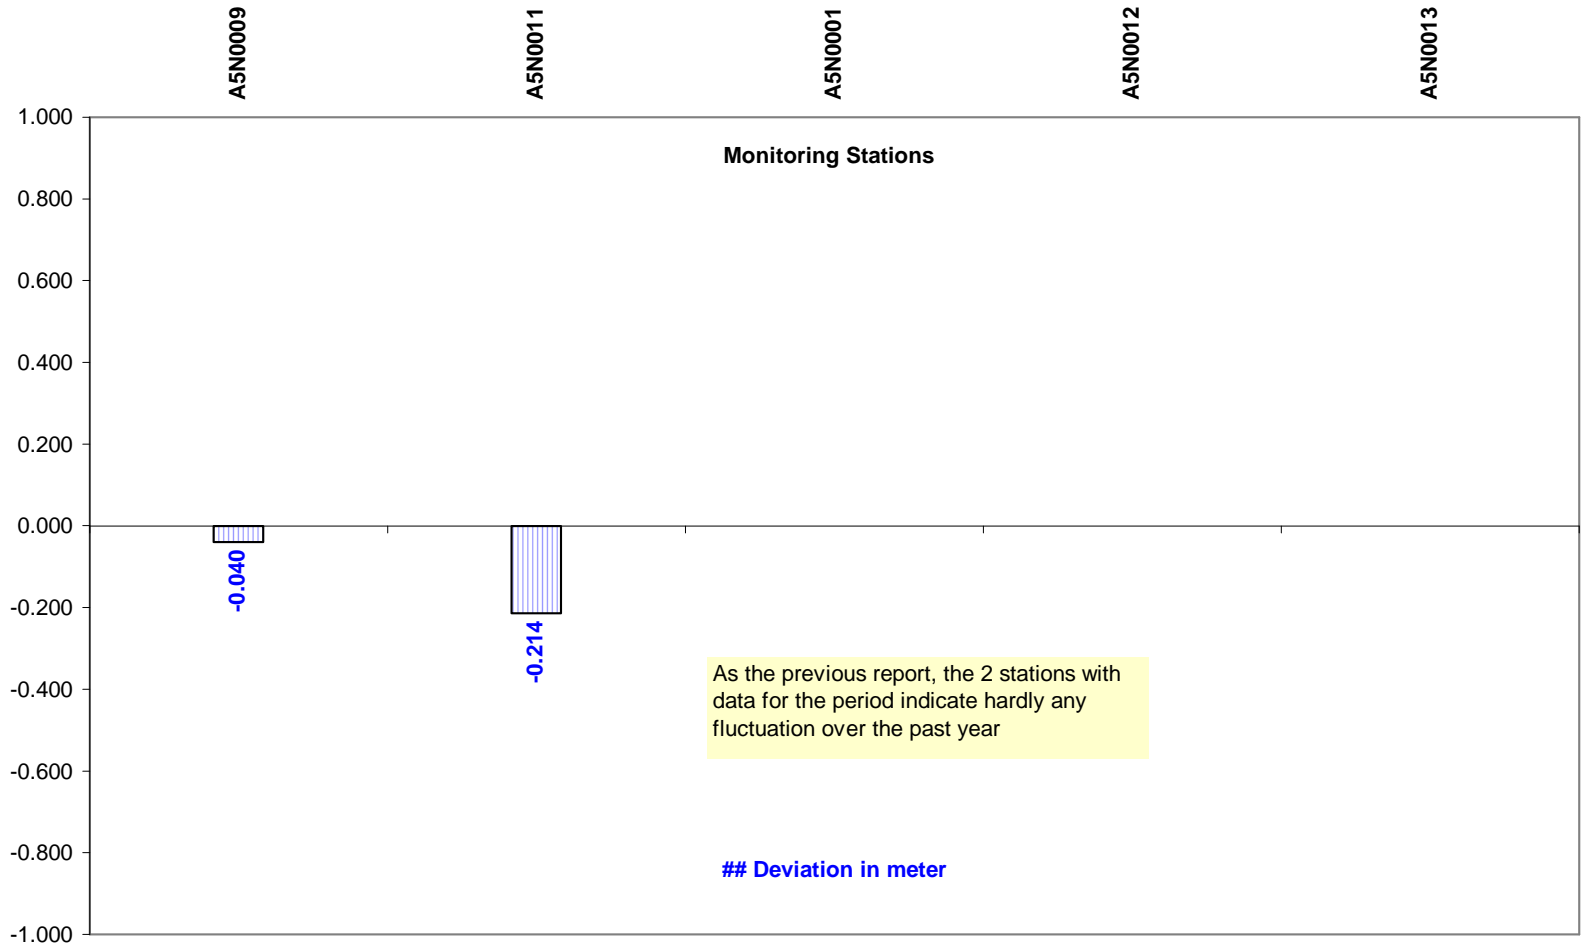 A5N0009
A5N0011
A5N0001
A5N0012
A5N0013
1.000
Monitoring Stations
0.800
0.600
0.400
0.200
0.000
-0.040
-0.200
-0.214
As the previous report, the 2 stations with
data for the period indicate hardly any
fluctuation over the past year
-0.400
-0.600
-0.800
## Deviation in meter
-1.000